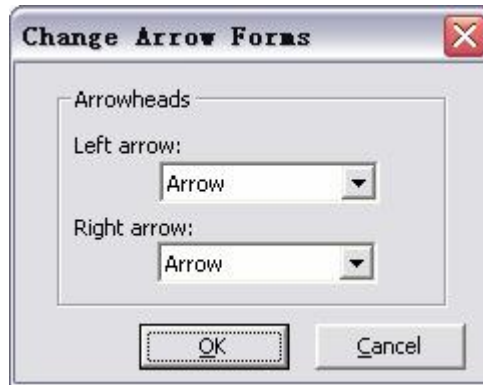 Change Arrow Forms
Arrowheads
Left arrow:
Arrow
Right arrow:
Arrow
OK Cancel